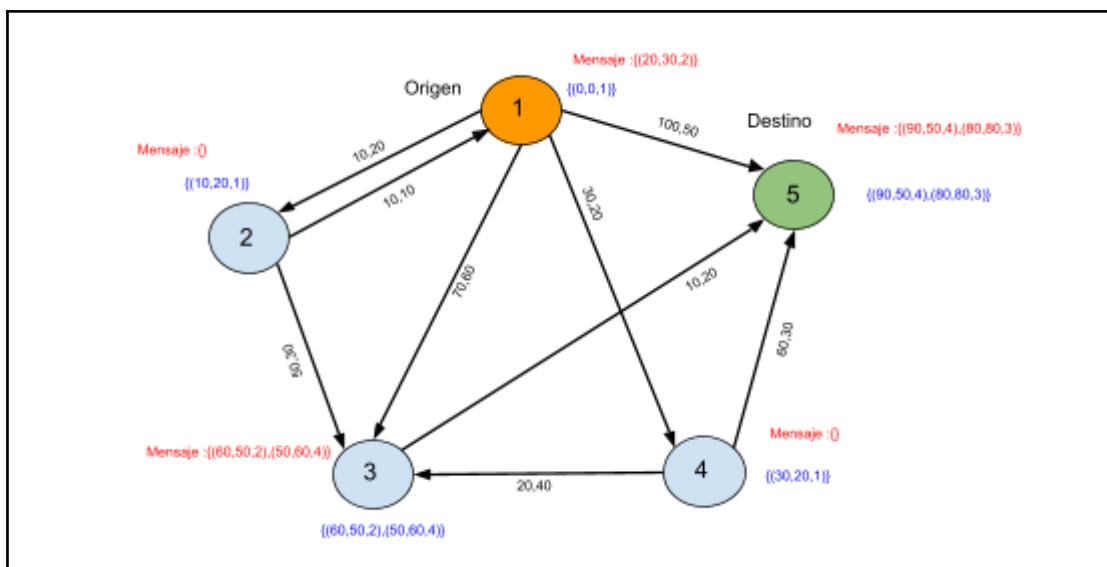 Mensaje :{(20,30,2)}
Origen
{(0,0,1)}
1
100,50
Destino
Mensaje :{(90,50,4),(80,80,3)}
Mensaje :{}
10,20
{(10,20,1)}
10,10
30,20
5
{(90,50,4),(80,80,3)}
2
70,60
10,20
50,30
60,30
Mensaje :{(60,50,2),(50,60,4)}
Mensaje :{}
3
4
20,40
{(30,20,1)}
{(60,50,2),(50,60,4)}